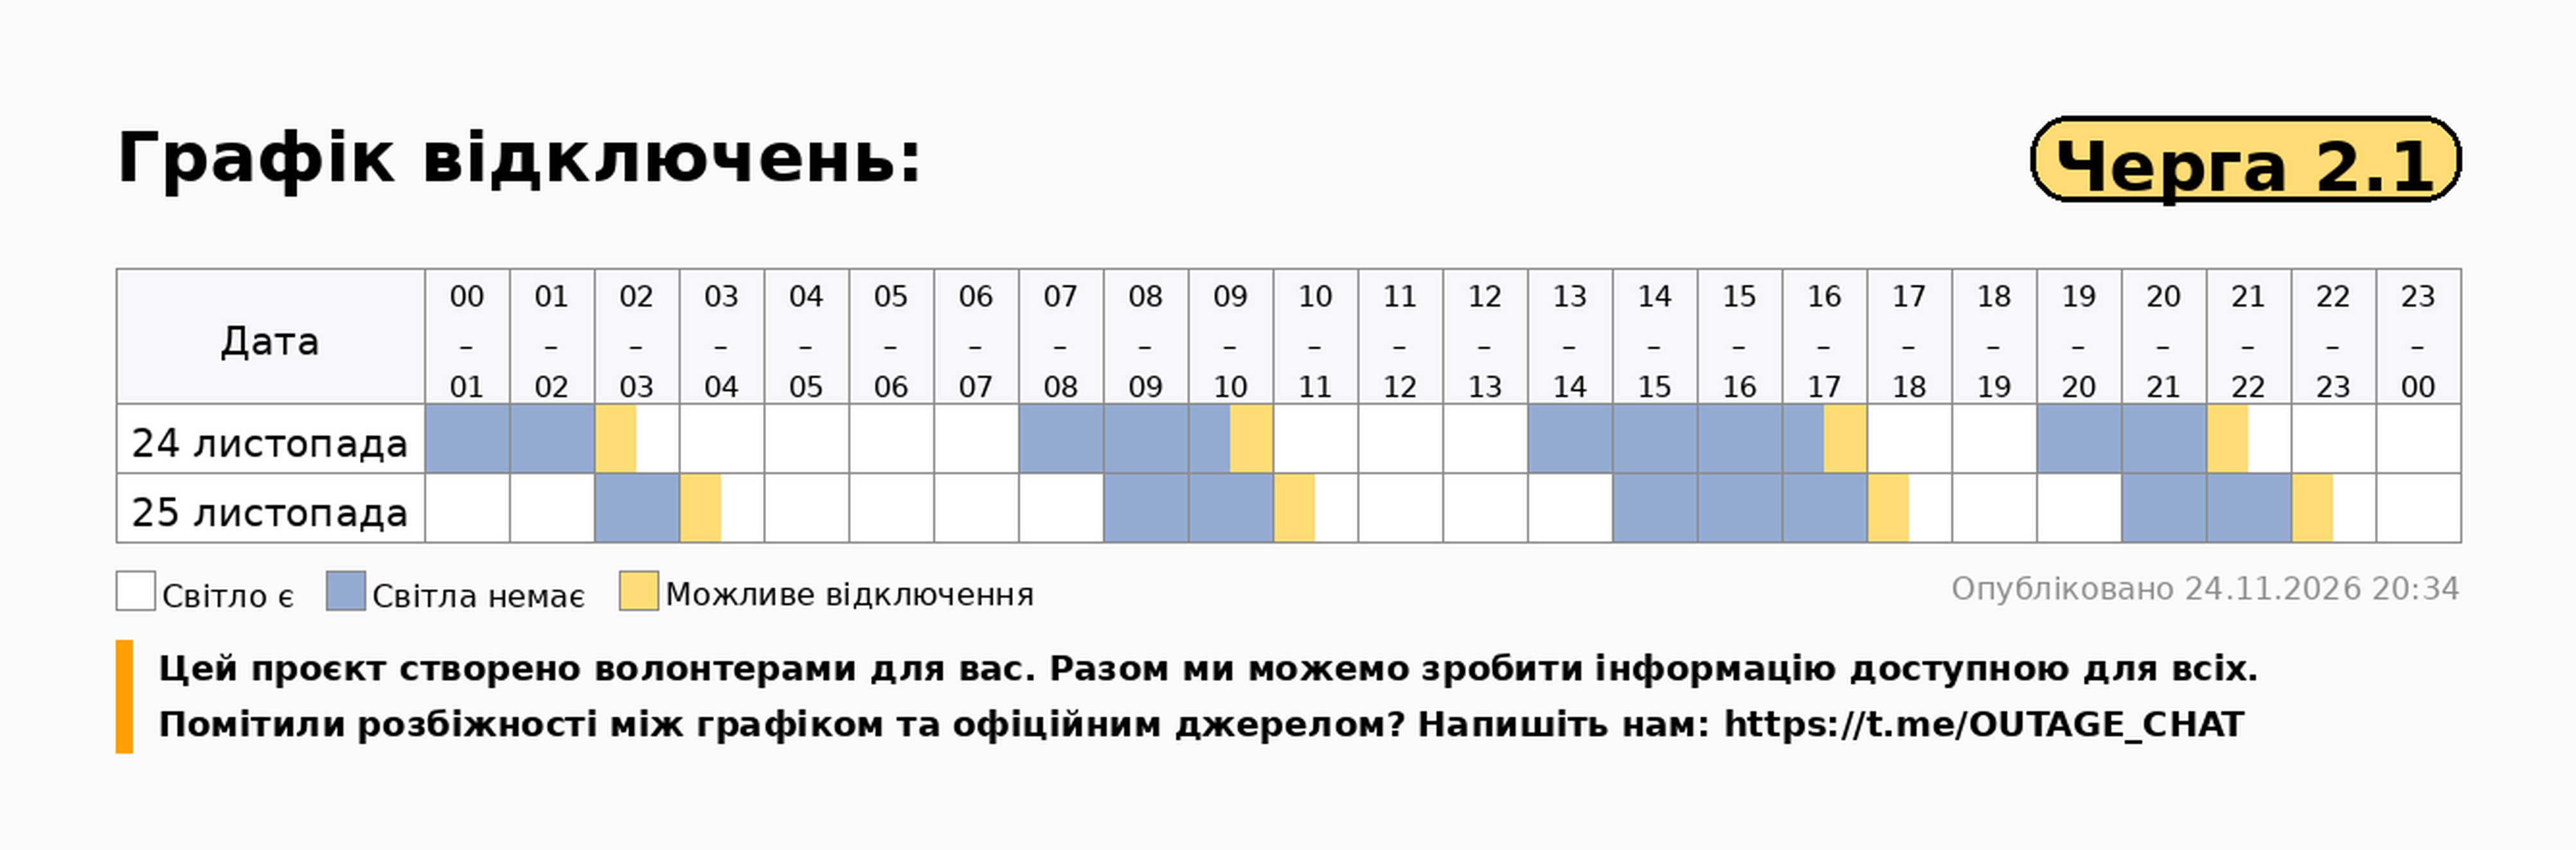 Графік відключень:
Черга 2.1
Дата
00 – 01
01 – 02
02 – 03
03 – 04
04 – 05
05 – 06
06 – 07
07 – 08
08 – 09
09 – 10
10 – 11
11 – 12
12 – 13
13 – 14
14 – 15
15 – 16
16 – 17
17 – 18
18 – 19
19 – 20
20 – 21
21 – 22
22 – 23
23 – 00
24 листопада
25 листопада
Світло є
Світла немає
Можливе відключення
Опубліковано 24.11.2026 20:34
Цей проєкт створено волонтерами для вас. Разом ми можемо зробити інформацію доступною для всіх.
Помітили розбіжності між графіком та офіційним джерелом? Напишіть нам: https://t.me/OUTAGE_CHAT